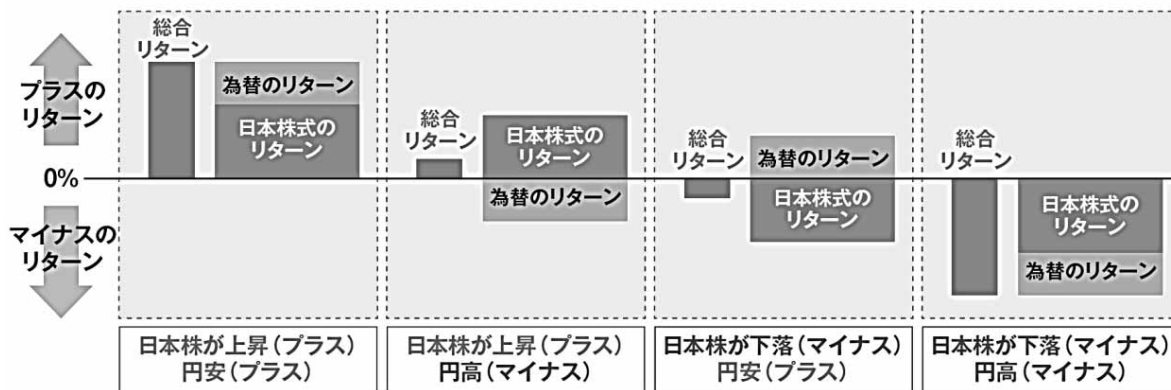 プラスの
リターン
0%
マイナスの
リターン
総合
リターン
為替のリターン
日本株式の
リターン
総合
リターン
日本株式の
リターン
為替のリターン
総合
リターン
為替のリターン
日本株式の
リターン
総合
リターン
日本株式の
リターン
為替のリターン
日本株が上昇(プラス)
円安(プラス)
日本株が上昇(プラス)
円高(マイナス)
日本株が下落(マイナス)
円安(プラス)
日本株が下落(マイナス)
円高(マイナス)